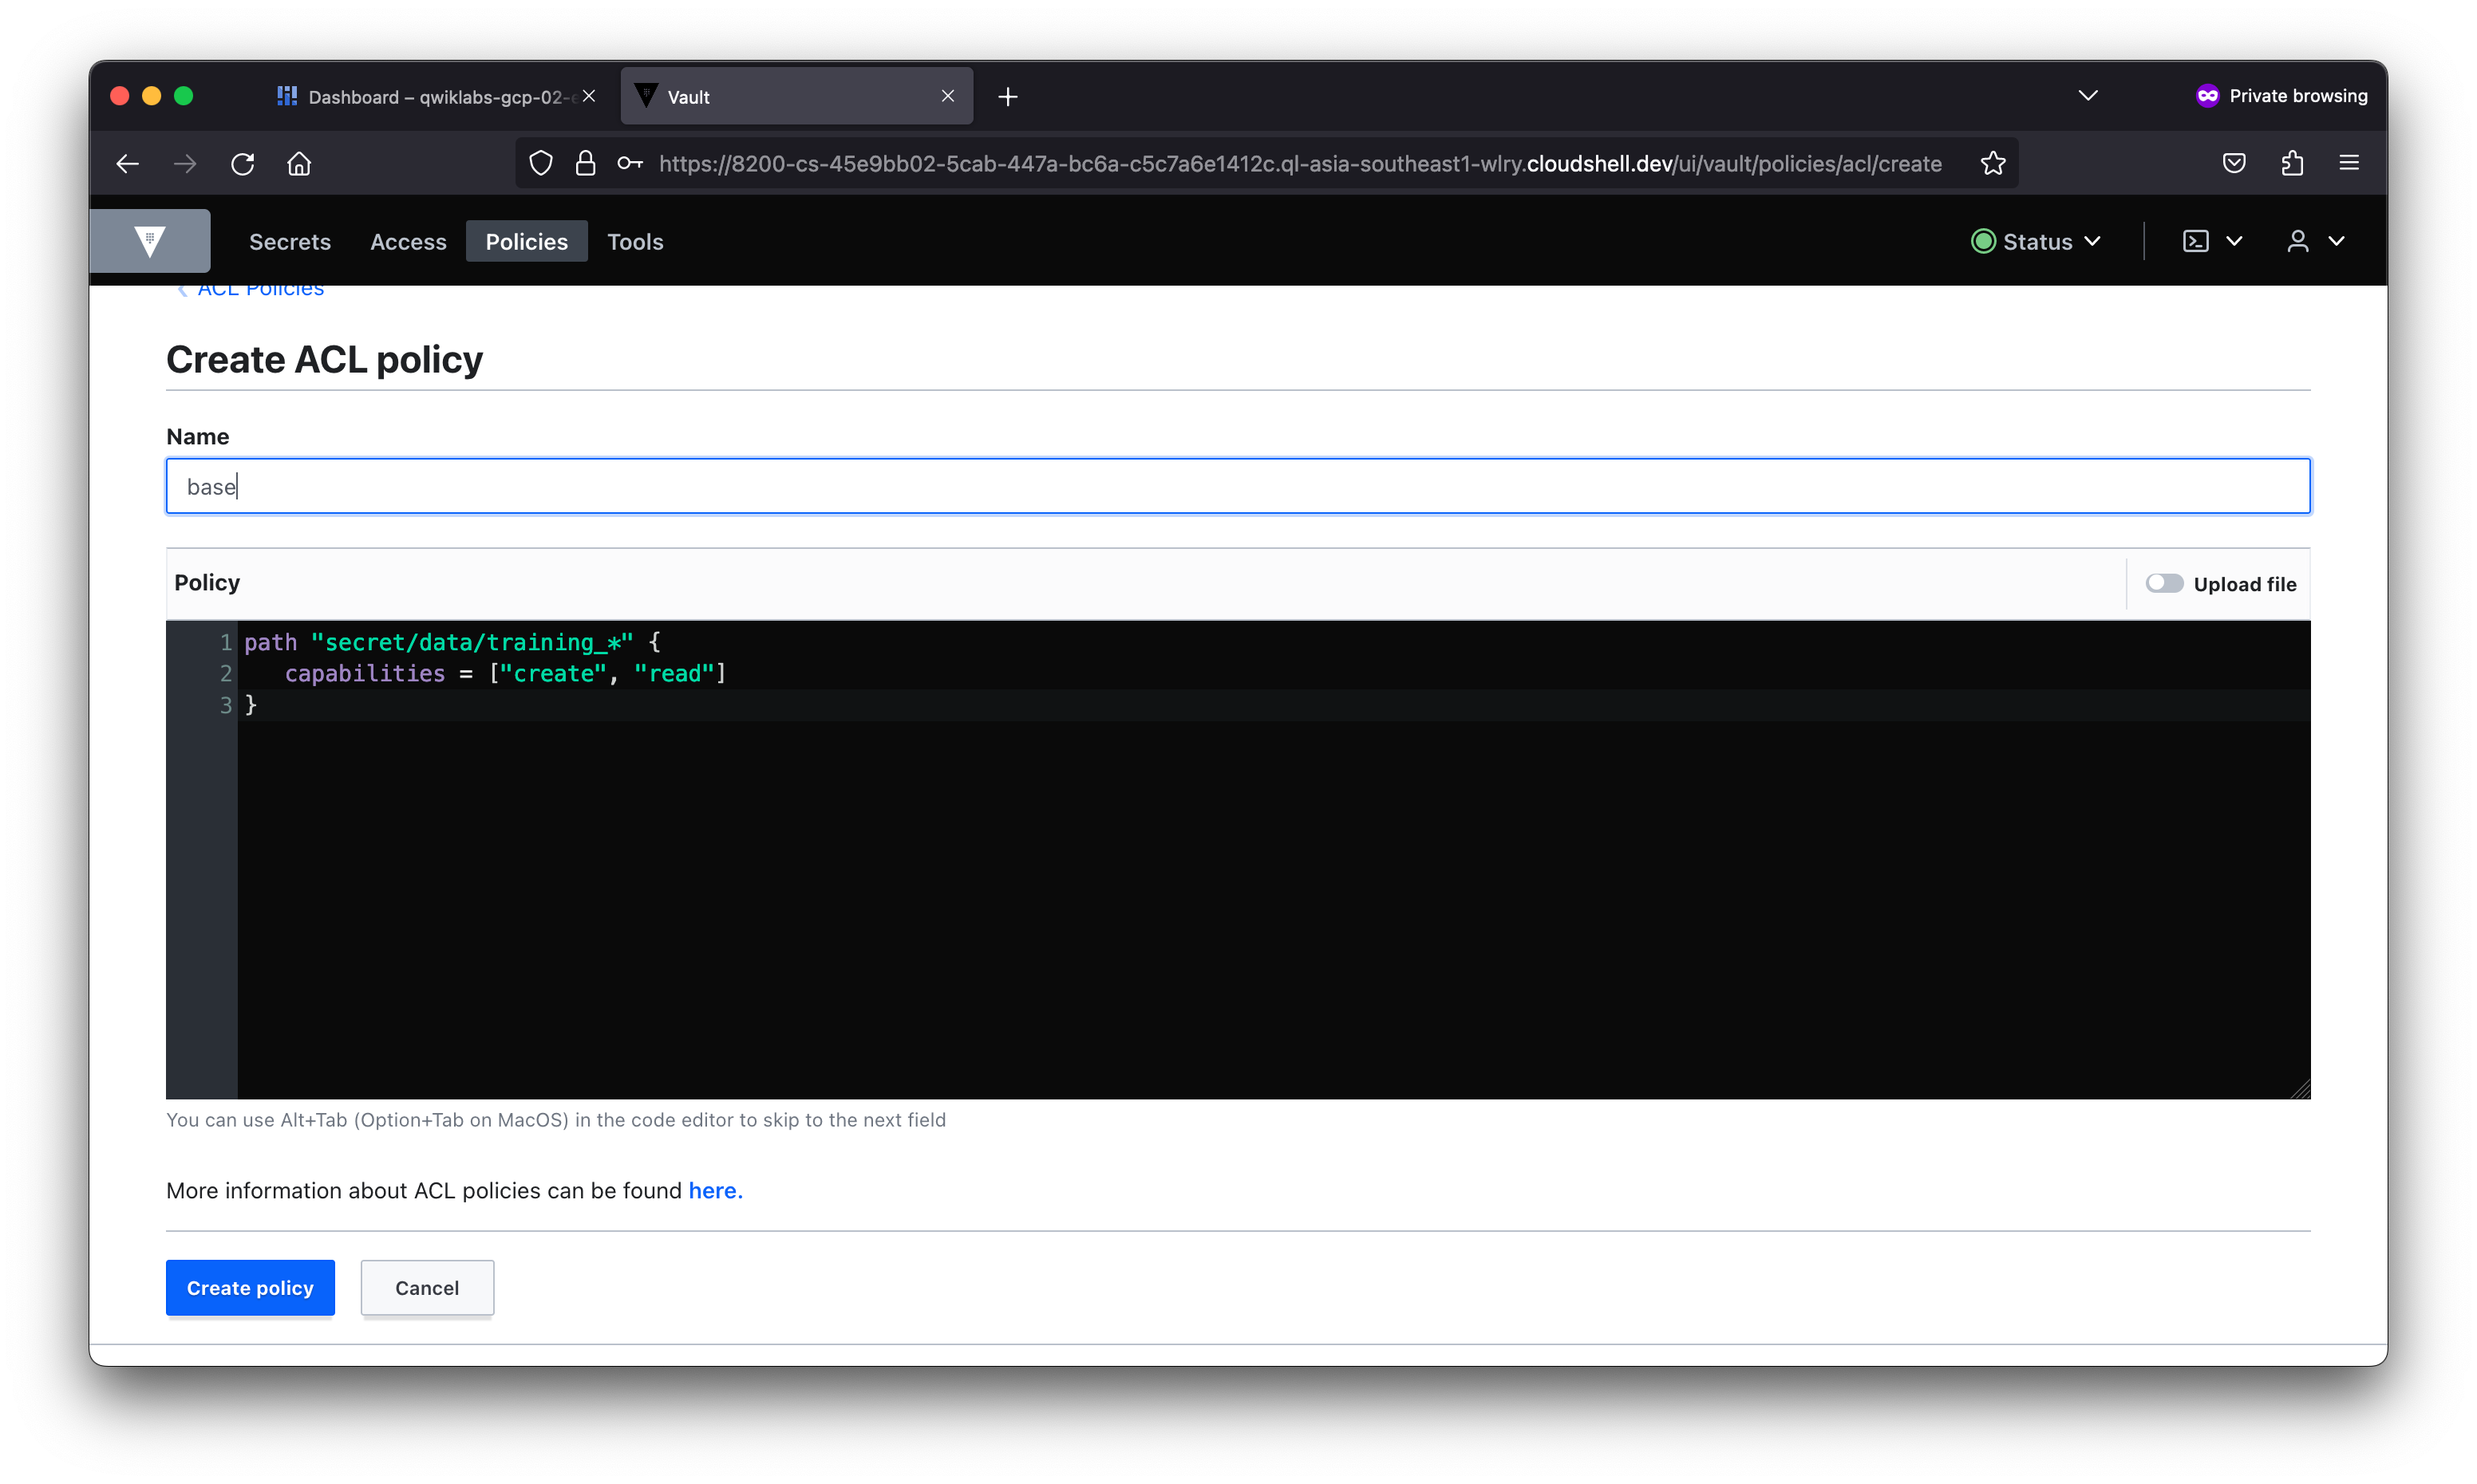 Dashboard – qwiklabs-gcp-02-
Vault
Private browsing
https://8200-cs-45e9bb02-5cab-447a-bc6a-c5c7a6e1412c.ql-asia-southeast1-wlry.cloudshell.dev/ui/vault/policies/acl/create
Secrets Access Policies Tools Status
ACL Policies
Create ACL policy
Name
base
Policy Upload file
1 path "secret/data/training_*" {
2 capabilities = ["create", "read"]
3 }
You can use Alt+Tab (Option+Tab on MacOS) in the code editor to skip to the next field
More information about ACL policies can be found here.
Create policy Cancel